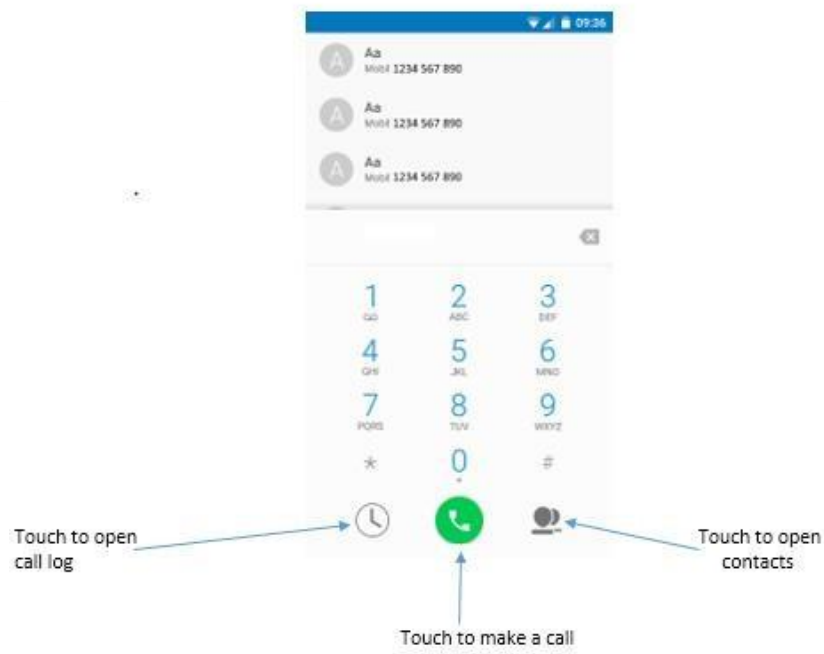 09:36
A Aa
Mobil 1234 567 890
A Aa
Mobil 1234 567 890
A Aa
Mobil 1234 567 890
1 2 3
ABC DEF
4 5 6
GHI JKL MNO
7 8 9
PQRS TUV WXYZ
* 0 #
+
Touch to open
call log
Touch to open
contacts
Touch to make a call